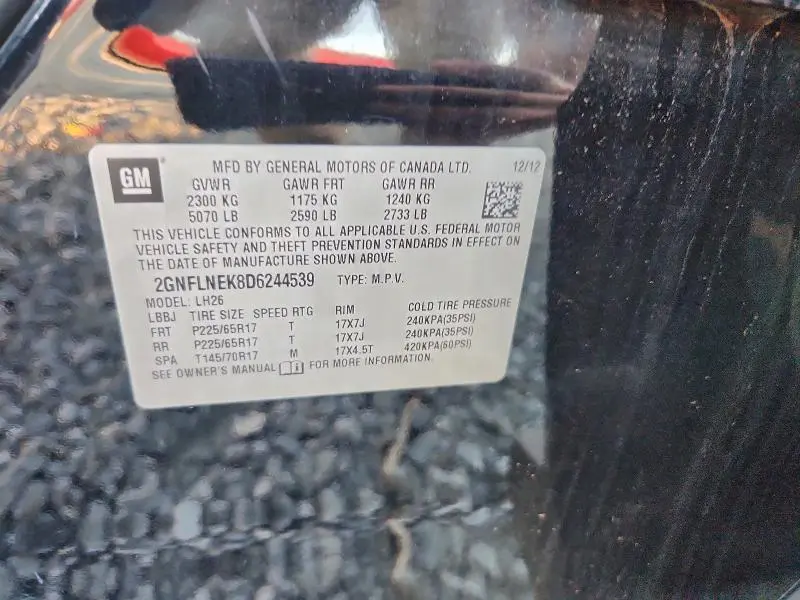 GM
MFD BY GENERAL MOTORS OF CANADA LTD. 12/12
GVWR GAWR FRT GAWR RR
2300 KG 1175 KG 1240 KG
5070 LB 2590 LB 2733 LB
THIS VEHICLE CONFORMS TO ALL APPLICABLE U.S. FEDERAL MOTOR
VEHICLE SAFETY AND THEFT PREVENTION STANDARDS IN EFFECT ON
THE DATE OF MANUFACTURE SHOWN ABOVE.
2GNFLNEK8D6244539 TYPE: M.P.V.
MODEL: LH26
LBBJ TIRE SIZE SPEED RTG RIM COLD TIRE PRESSURE
FRT P225/65R17 T 17X7J 240KPA(35PSI)
RR P225/65R17 T 17X7J 240KPA(35PSI)
SPA T145/70R17 M 17X4.5T 420KPA(60PSI)
SEE OWNER'S MANUAL FOR MORE INFORMATION.